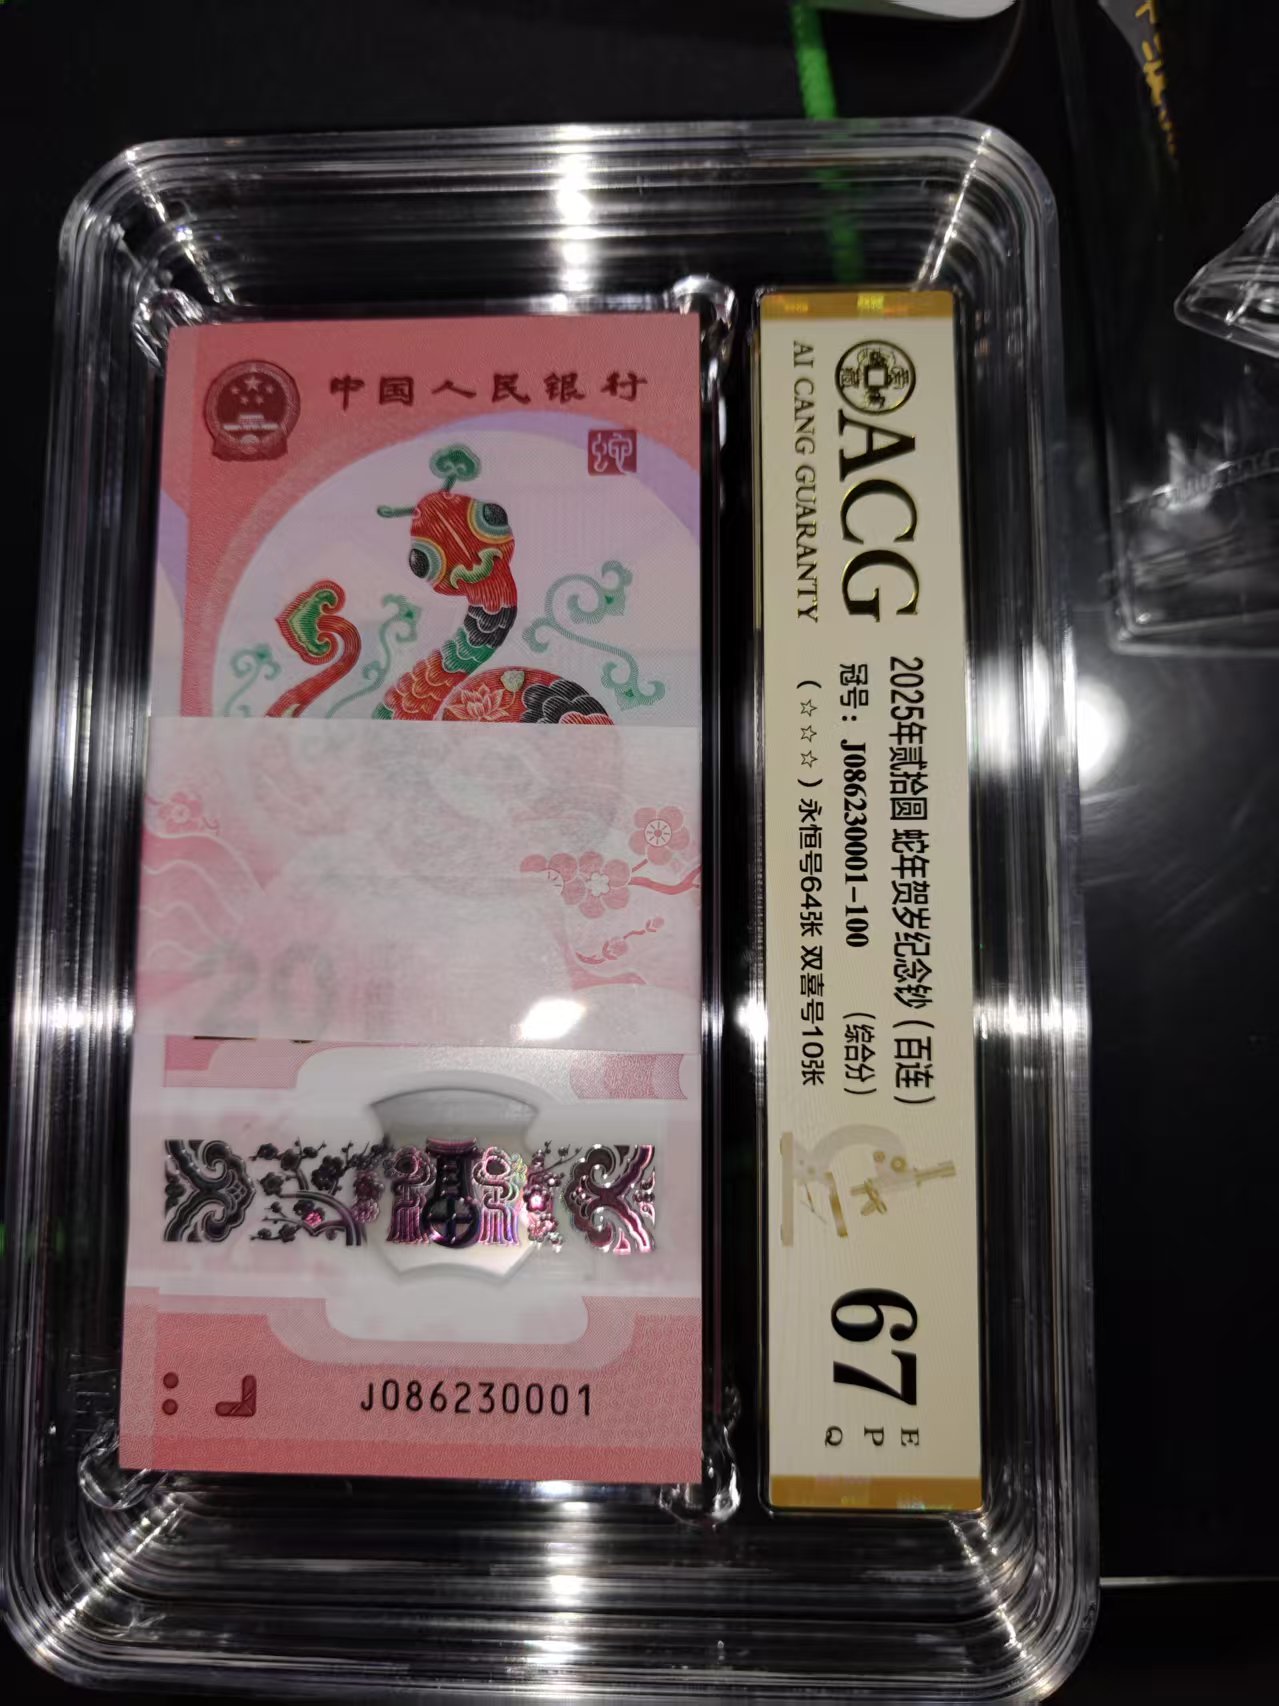 中国人民银行
20
J086230001
ACG
AI CANG GUARANTY
2025年贰拾圆 蛇年贺岁纪念钞（百连）
冠号：J086230001-100 （综合分）
（☆☆☆）永恒号64张 双喜号10张
67
E
P
Q